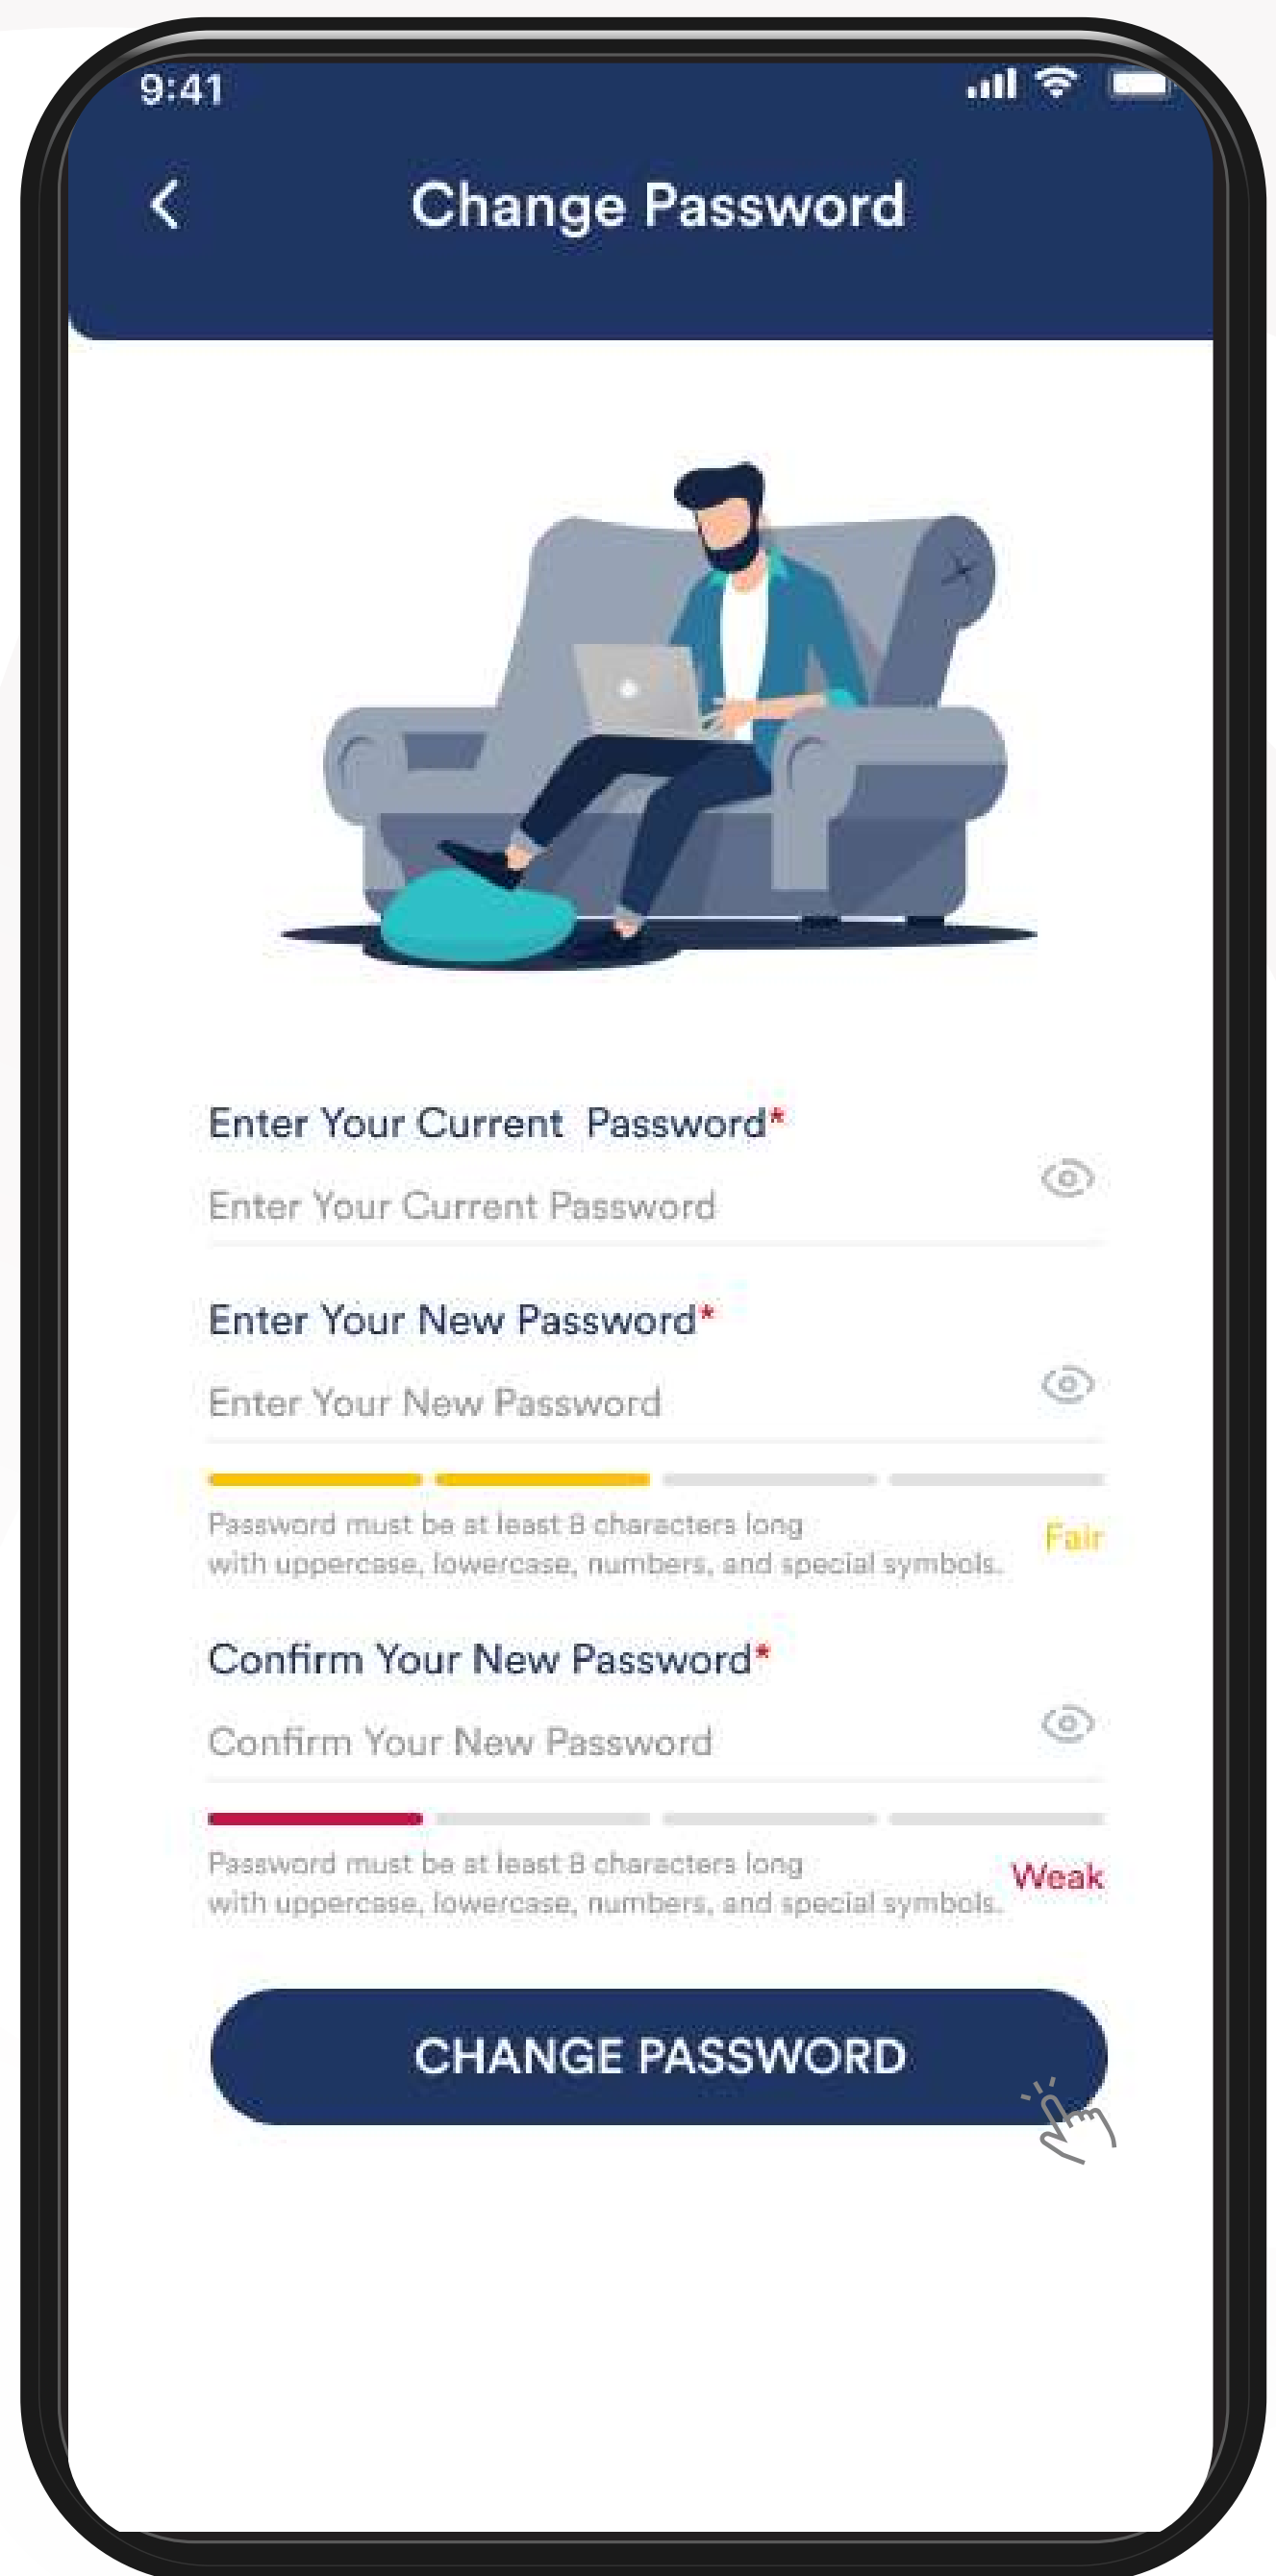 9:41
Change Password
Enter Your Current  Password*
Enter Your Current Password
Enter Your New Password*
Enter Your New Password
Password must be at least 8 characters long
with uppercase, lowercase, numbers, and special symbols.
Fair
Confirm Your New Password*
Confirm Your New Password
Password must be at least 8 characters long
with uppercase, lowercase, numbers, and special symbols.
Weak
CHANGE PASSWORD